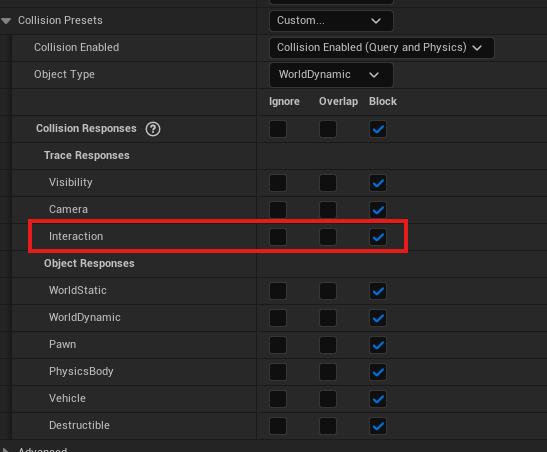 Collision Presets Custom...
Collision Enabled Collision Enabled (Query and Physics)
Object Type WorldDynamic
Ignore Overlap Block
Collision Responses ?
Trace Responses
Visibility
Camera
Interaction
Object Responses
WorldStatic
WorldDynamic
Pawn
PhysicsBody
Vehicle
Destructible
Advanced